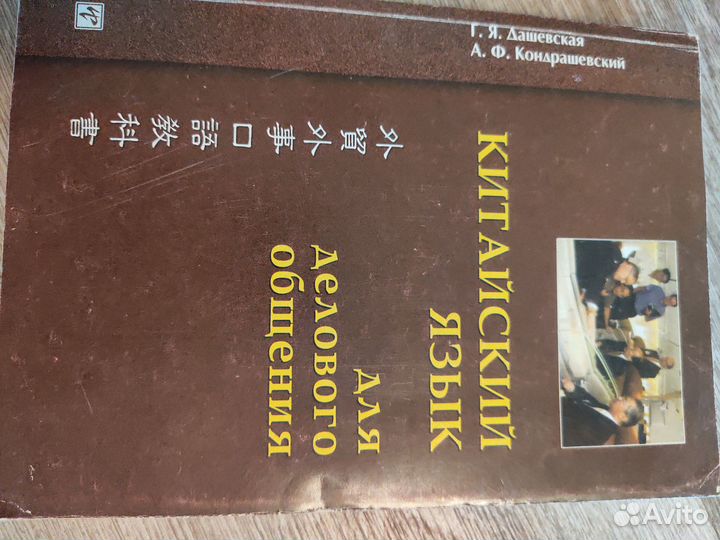 Г. Я. Дашевская
А. Ф. Кондрашевский
КИТАЙСКИЙ
ЯЗЫК
для
делового
общения
外貿外事口語教科書
Avito